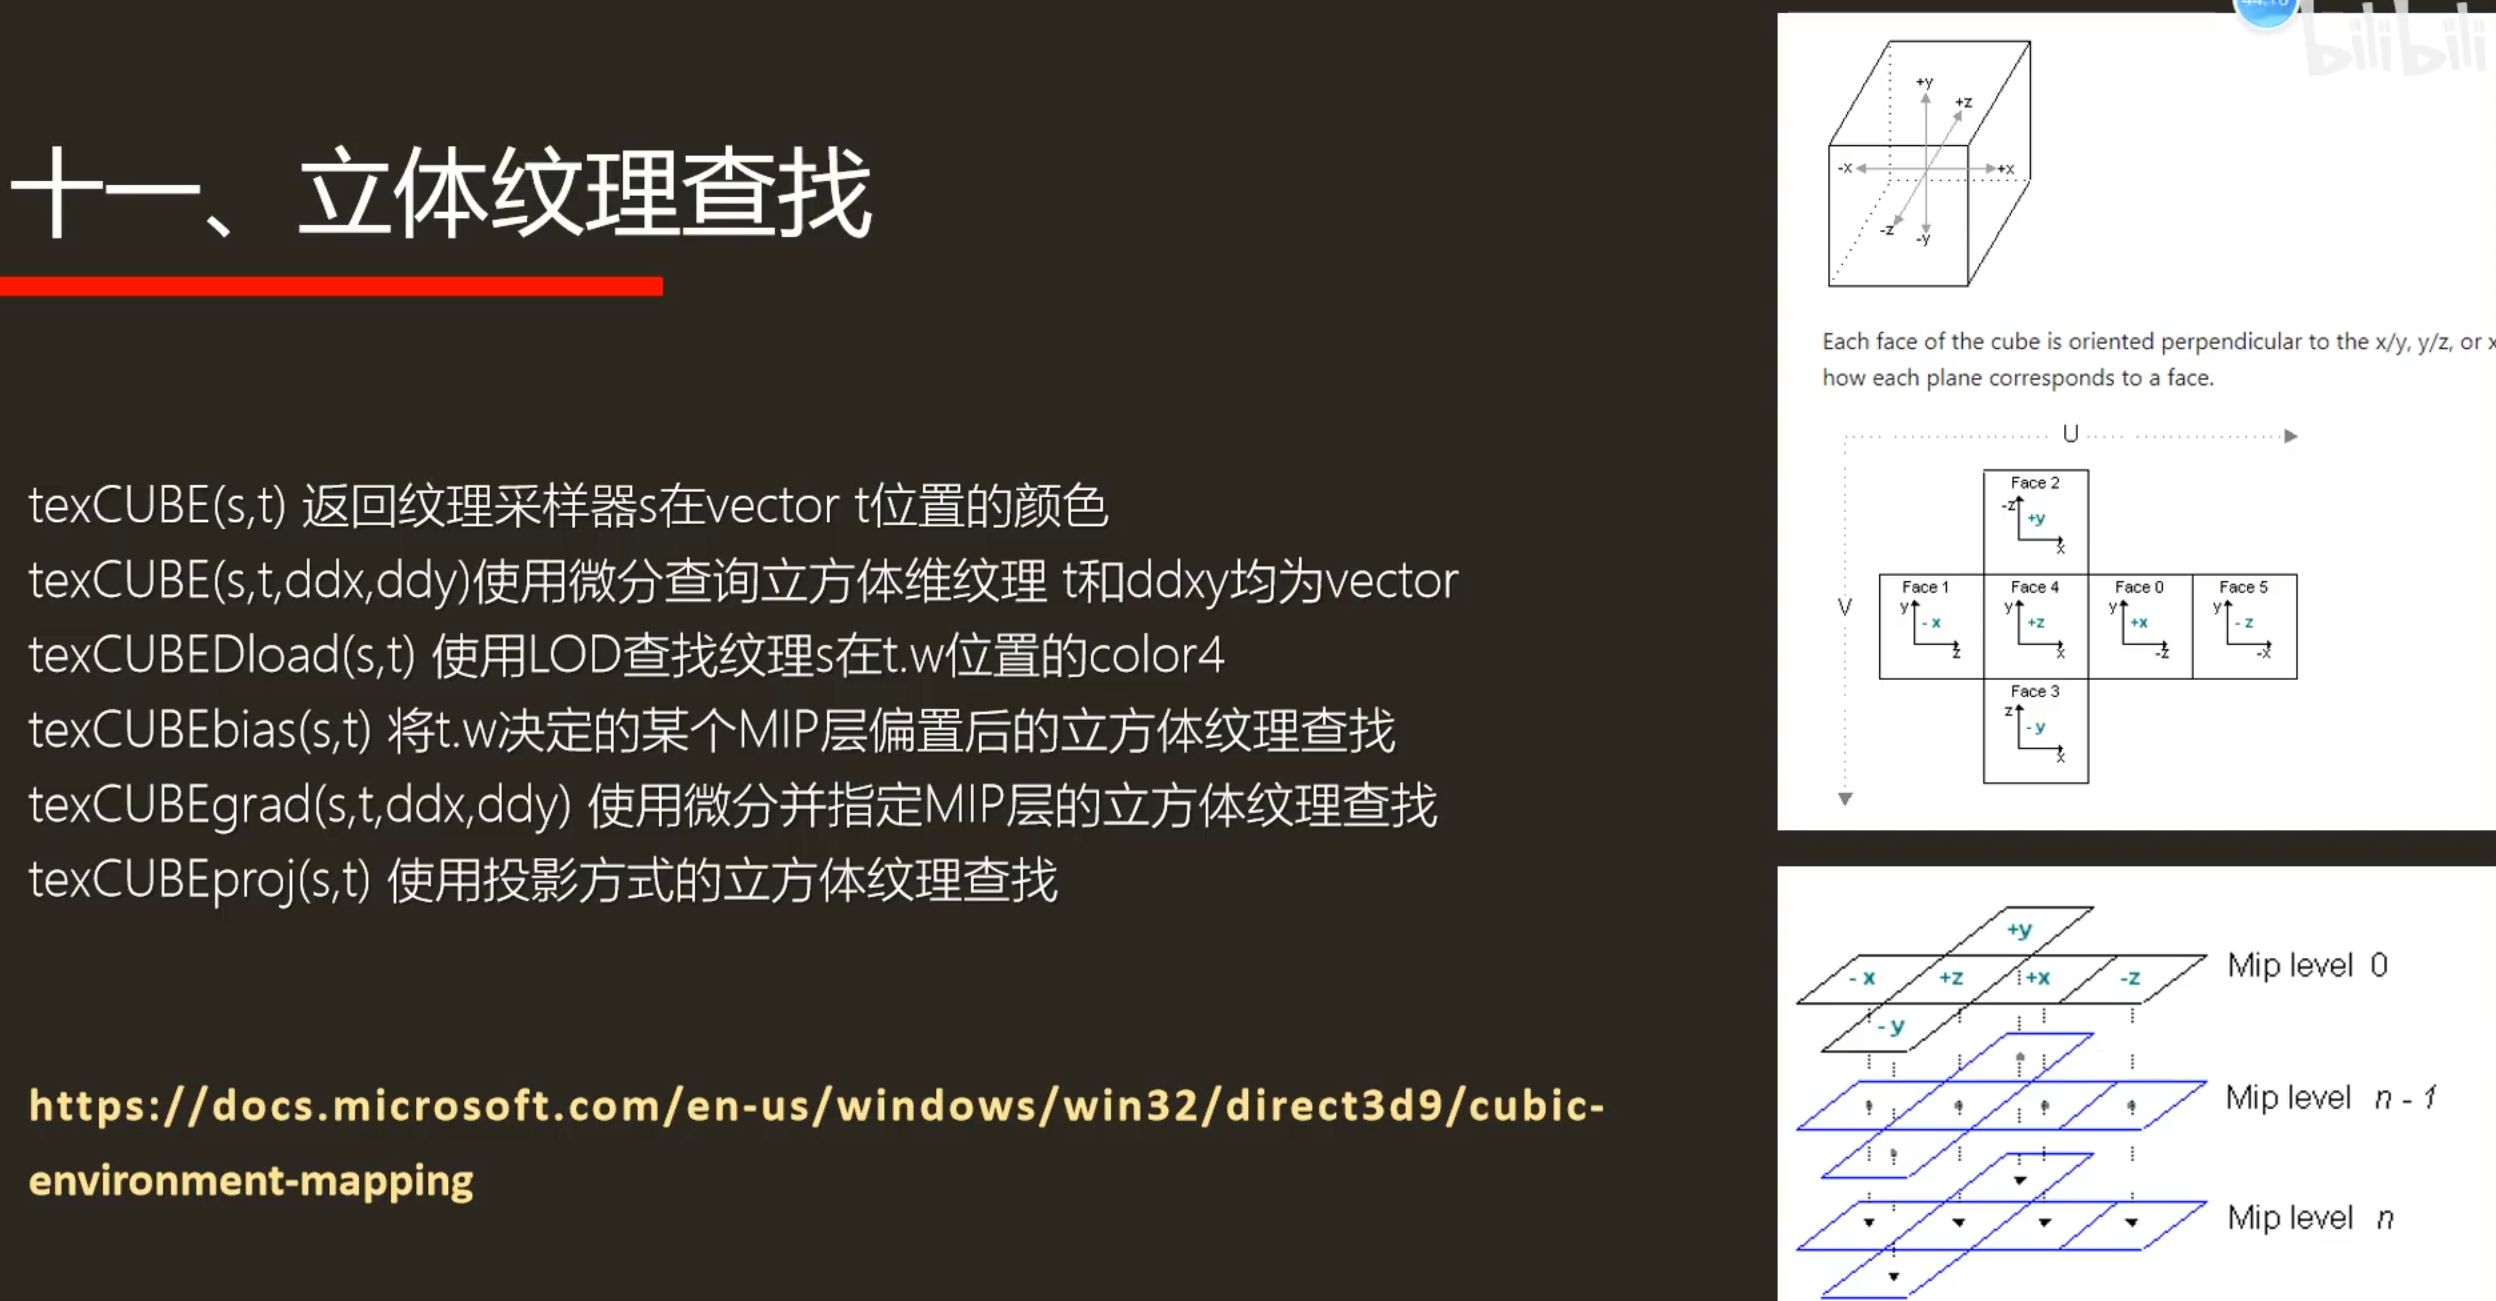 十一、立体纹理查找
texCUBE(s,t) 返回纹理采样器s在vector t位置的颜色
texCUBE(s,t,ddx,ddy)使用微分查询立方体维纹理 t和ddxy均为vector
texCUBEDload(s,t) 使用LOD查找纹理s在t.w位置的color4
texCUBEbias(s,t) 将t.w决定的某个MIP层偏置后的立方体纹理查找
texCUBEgrad(s,t,ddx,ddy) 使用微分并指定MIP层的立方体纹理查找
texCUBEproj(s,t) 使用投影方式的立方体纹理查找
https://docs.microsoft.com/en-us/windows/win32/direct3d9/cubic-
environment-mapping
bilibili
+y
+z
-x
+x
-z
-y
Each face of the cube is oriented perpendicular to the x/y, y/z, or x
how each plane corresponds to a face.
U
V
Face 2
-z
+y
x
Face 1
y
-x
z
Face 4
y
+z
x
Face 0
y
+x
-z
Face 5
y
-z
-x
Face 3
z
-y
x
+y
-x
+z
+x
-z
Mip level 0
-y
Mip level n - 1
Mip level n